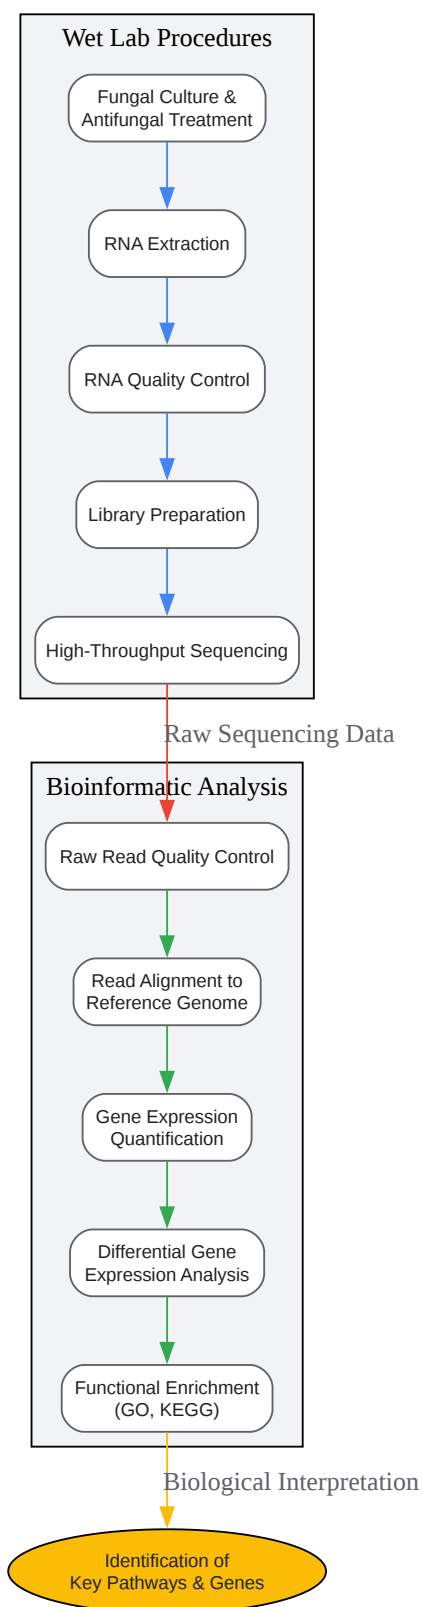 Wet Lab Procedures
Fungal Culture &
Antifungal Treatment
RNA Extraction
RNA Quality Control
Library Preparation
High-Throughput Sequencing
Raw Sequencing Data
Bioinformatic Analysis
Raw Read Quality Control
Read Alignment to
Reference Genome
Gene Expression
Quantification
Differential Gene
Expression Analysis
Functional Enrichment
(GO, KEGG)
Biological Interpretation
Identification of
Key Pathways & Genes